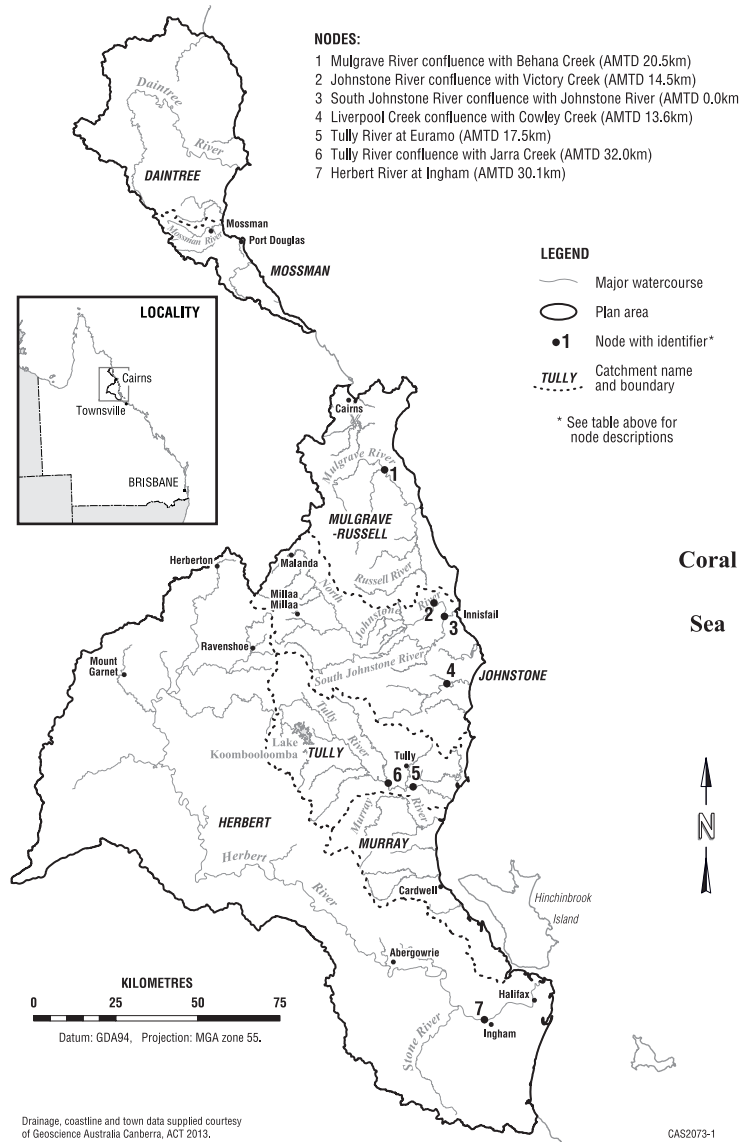 NODES:
1 Mulgrave River confluence with Behana Creek (AMTD 20.5km)
2 Johnstone River confluence with Victory Creek (AMTD 14.5km)
3 South Johnstone River confluence with Johnstone River (AMTD 0.0km
4 Liverpool Creek confluence with Cowley Creek (AMTD 13.6km)
5 Tully River at Euramo (AMTD 17.5km)
6 Tully River confluence with Jarra Creek (AMTD 32.0km)
7 Herbert River at Ingham (AMTD 30.1km)
Daintree
River
DAINTREE
Mossman
Mossman River
Port Douglas
MOSSMAN
LEGEND
Major watercourse
Plan area
1 Node with identifier*
TULLY Catchment name
and boundary
* See table above for
node descriptions
LOCALITY
Cairns
Townsville
BRISBANE
Cairns
Mulgrave River
1
MULGRAVE
-RUSSELL
Russell River
Herberton
Malanda
Millaa
Millaa
North
Johnstone
River
2
3
Innisfail
Coral
Sea
Ravenshoe
Mount
Garnet
South Johnstone River
4
JOHNSTONE
Tully
River
Lake
Koombooloomba
TULLY
Tully
6
5
Murray
River
MURRAY
HERBERT
Herbert
River
Cardwell
Hinchinbrook
Island
N
Abergowrie
Halifax
7
Ingham
Stone River
KILOMETRES
0 25 50 75
Datum: GDA94, Projection: MGA zone 55.
Drainage, coastline and town data supplied courtesy
of Geoscience Australia Canberra, ACT 2013.
CAS2073-1